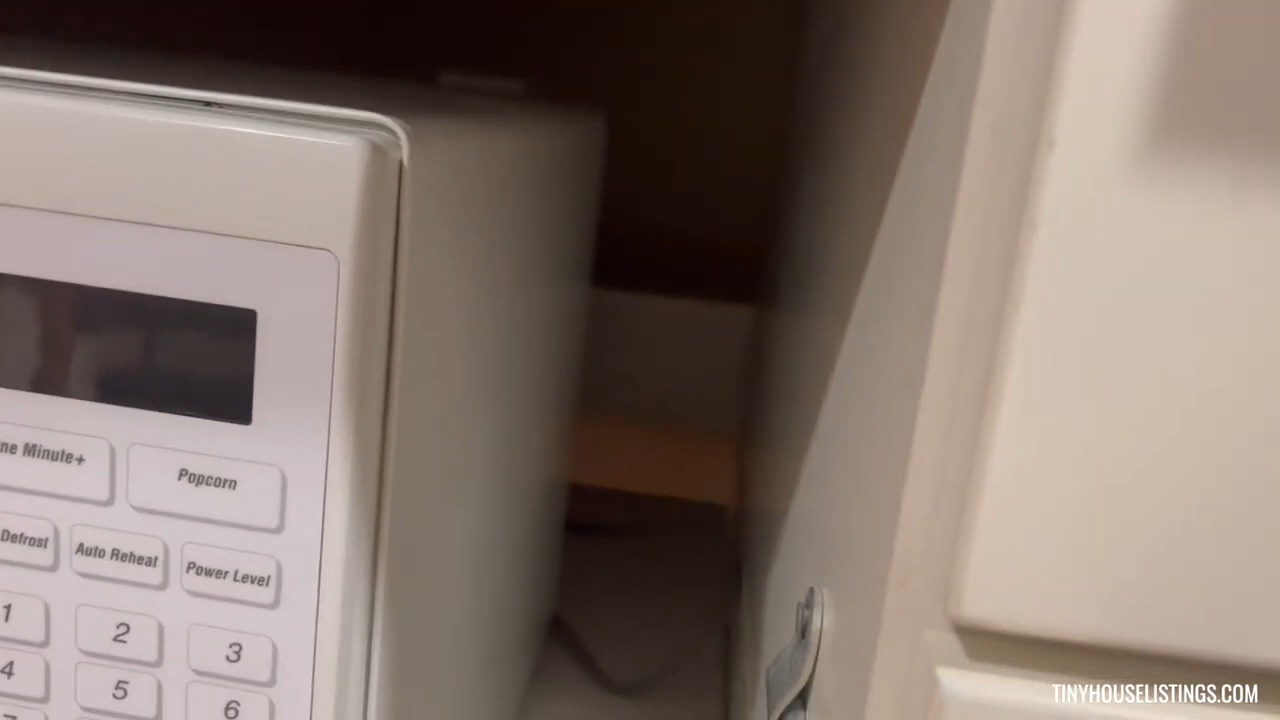 ne Minute+ Popcorn
Defrost Auto Reheat Power Level
1 2 3
4 5 6
TINYHOUSELISTINGS.COM